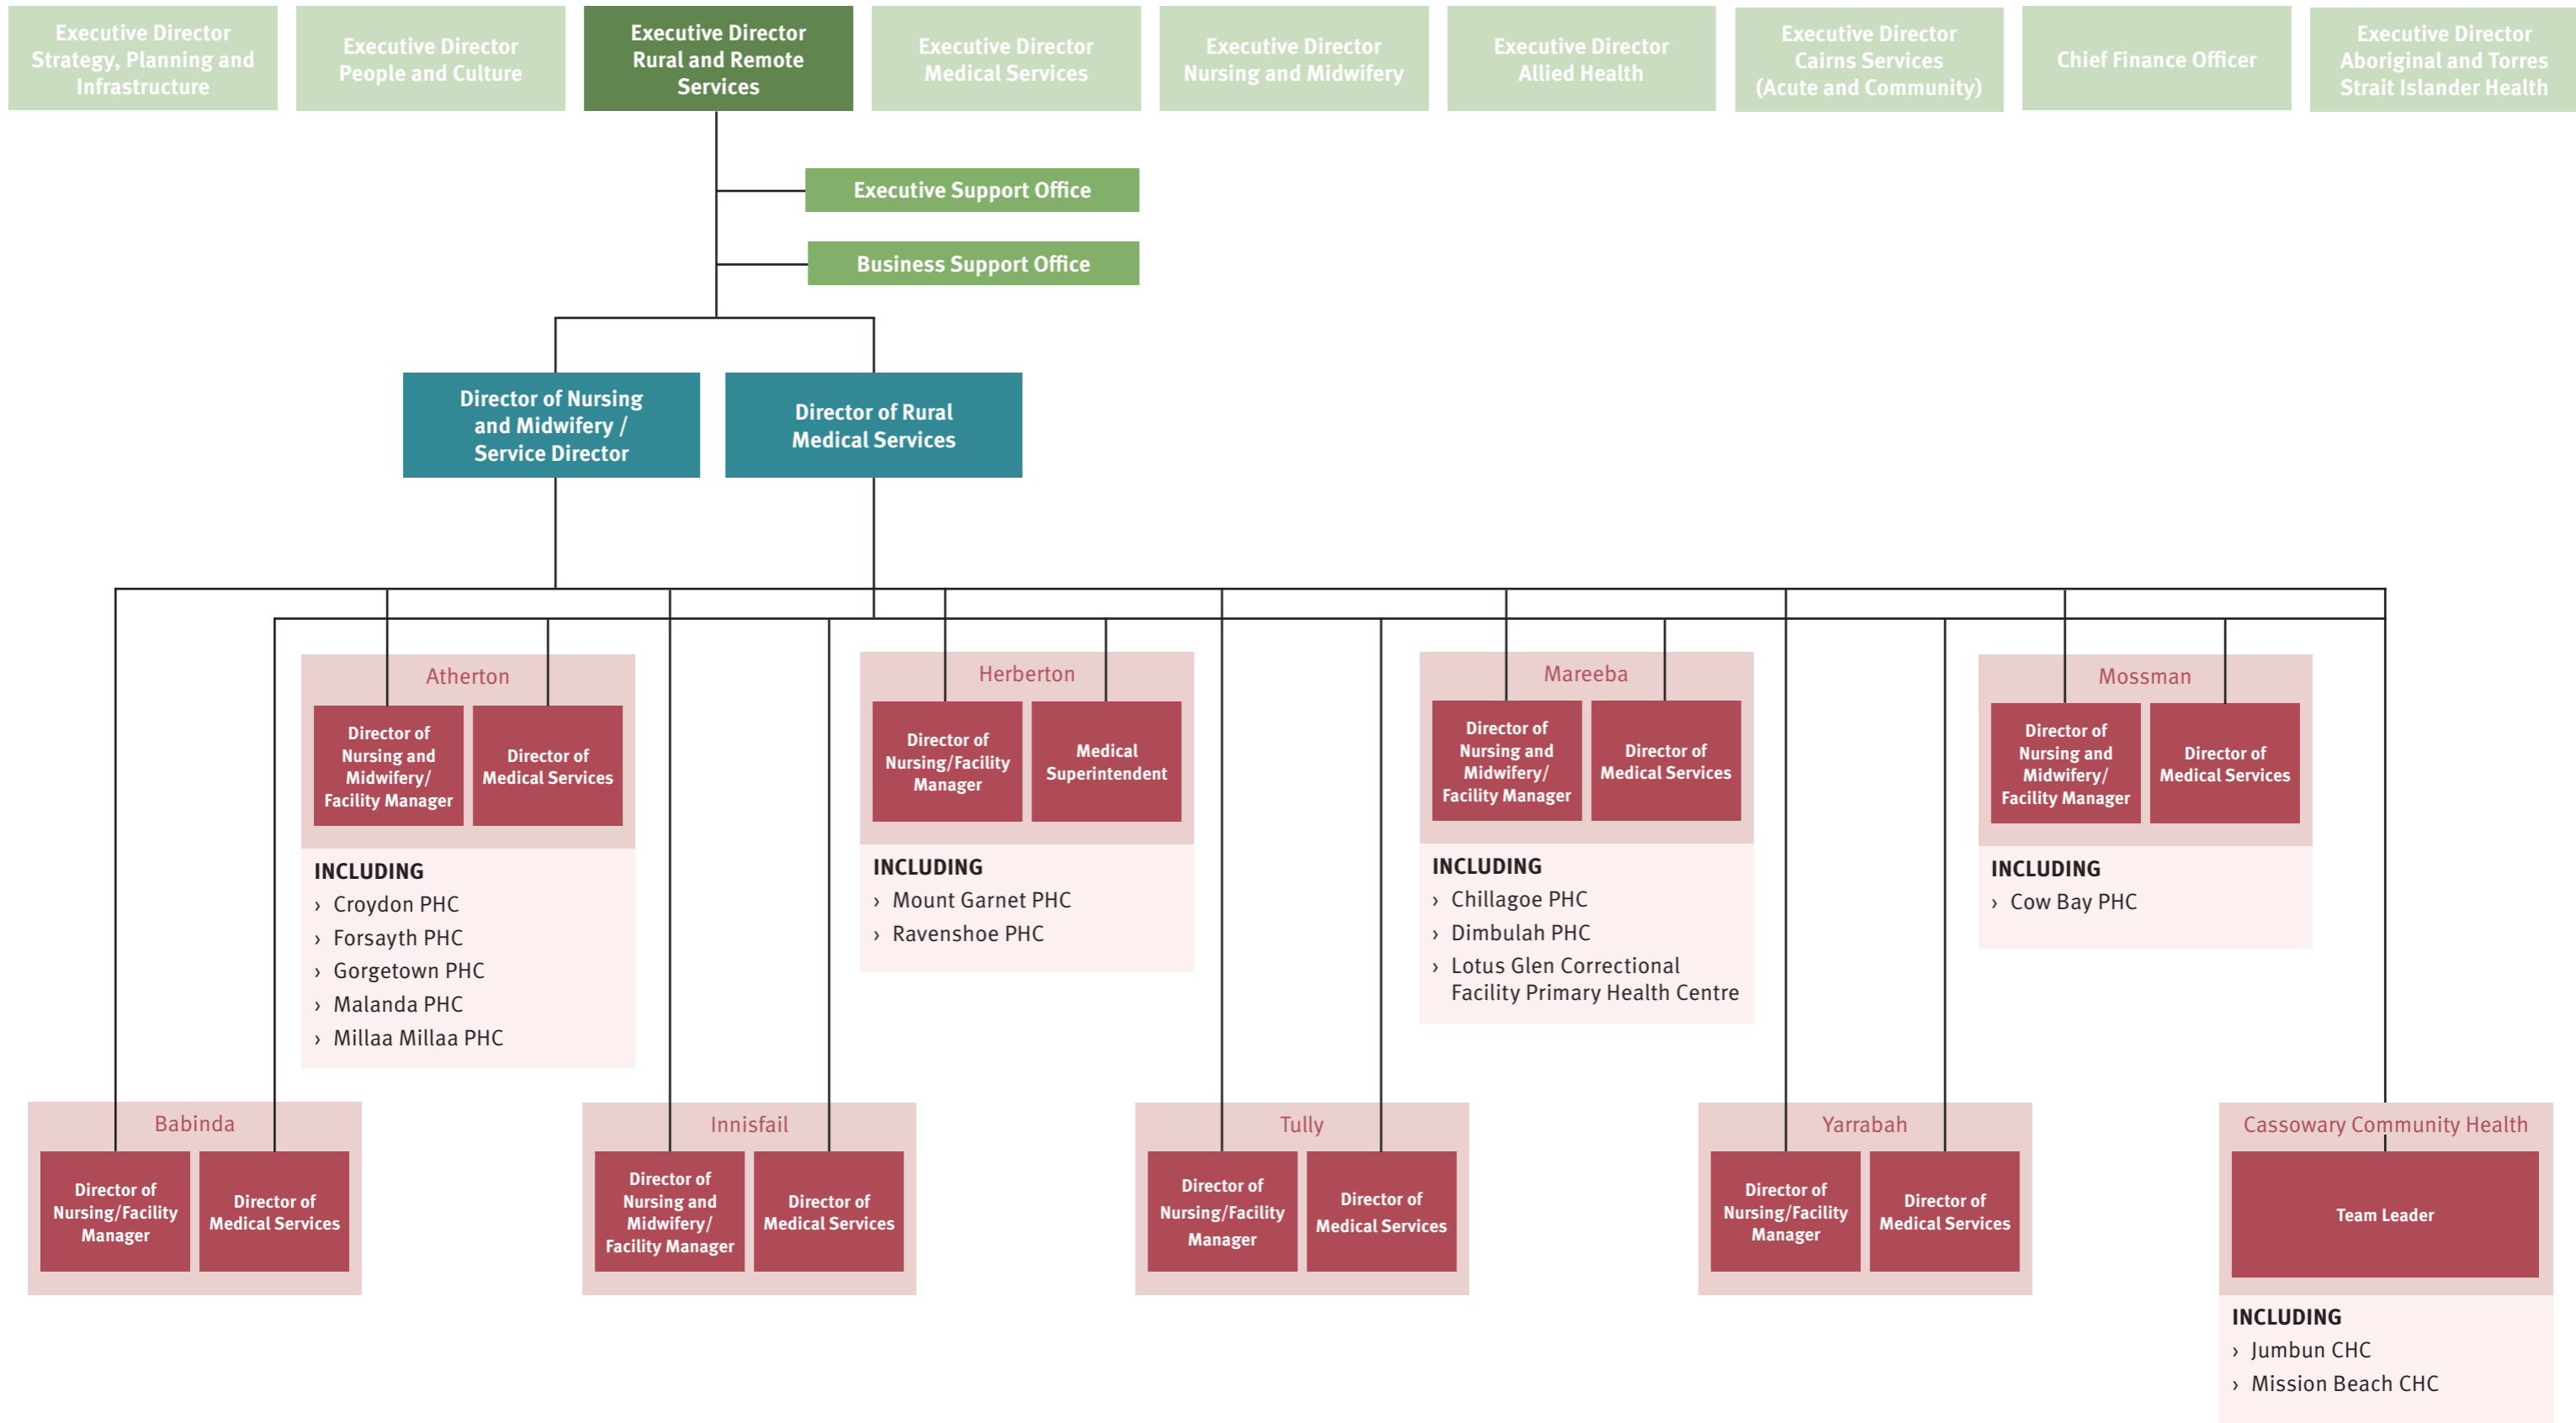 Executive Director
Strategy, Planning and
Infrastructure
Executive Director
People and Culture
Executive Director
Rural and Remote
Services
Executive Director
Medical Services
Executive Director
Nursing and Midwifery
Executive Director
Allied Health
Executive Director
Cairns Services
(Acute and Community)
Chief Finance Officer
Executive Director
Aboriginal and Torres
Strait Islander Health
Executive Support Office
Business Support Office
Director of Nursing
and Midwifery /
Service Director
Director of Rural
Medical Services
Atherton
Director of
Nursing and
Midwifery/
Facility Manager
Director of
Medical Services
INCLUDING
› Croydon PHC
› Forsayth PHC
› Gorgetown PHC
› Malanda PHC
› Millaa Millaa PHC
Herberton
Director of
Nursing/Facility
Manager
Medical
Superintendent
INCLUDING
› Mount Garnet PHC
› Ravenshoe PHC
Mareeba
Director of
Nursing and
Midwifery/
Facility Manager
Director of
Medical Services
INCLUDING
› Chillagoe PHC
› Dimbulah PHC
› Lotus Glen Correctional
Facility Primary Health Centre
Mossman
Director of
Nursing and
Midwifery/
Facility Manager
Director of
Medical Services
INCLUDING
› Cow Bay PHC
Babinda
Director of
Nursing/Facility
Manager
Director of
Medical Services
Innisfail
Director of
Nursing and
Midwifery/
Facility Manager
Director of
Medical Services
Tully
Director of
Nursing/Facility
Manager
Director of
Medical Services
Yarrabah
Director of
Nursing/Facility
Manager
Director of
Medical Services
Cassowary Community Health
Team Leader
INCLUDING
› Jumbun CHC
› Mission Beach CHC